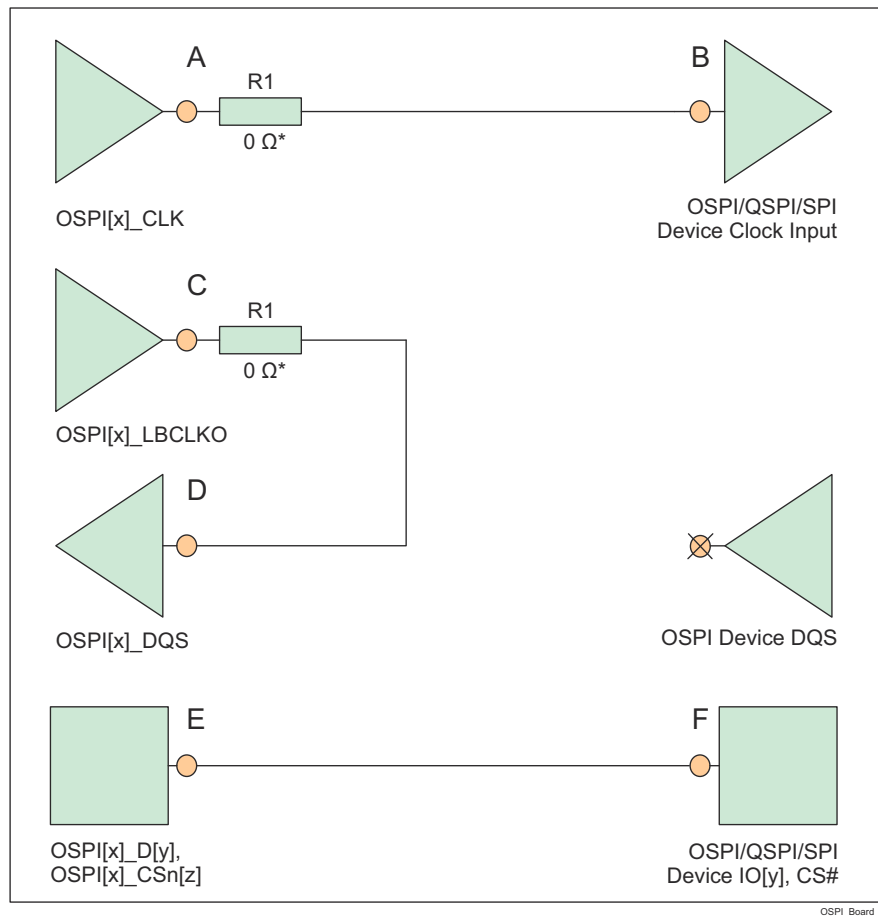 A
B
R1
0 Ω*
OSPI[x]_CLK
OSPI/QSPI/SPI
Device Clock Input
C
R1
0 Ω*
OSPI[x]_LBCLKO
D
OSPI[x]_DQS
OSPI Device DQS
E
F
OSPI[x]_D[y],
OSPI[x]_CSn[z]
OSPI/QSPI/SPI
Device IO[y], CS#
OSPI_Board